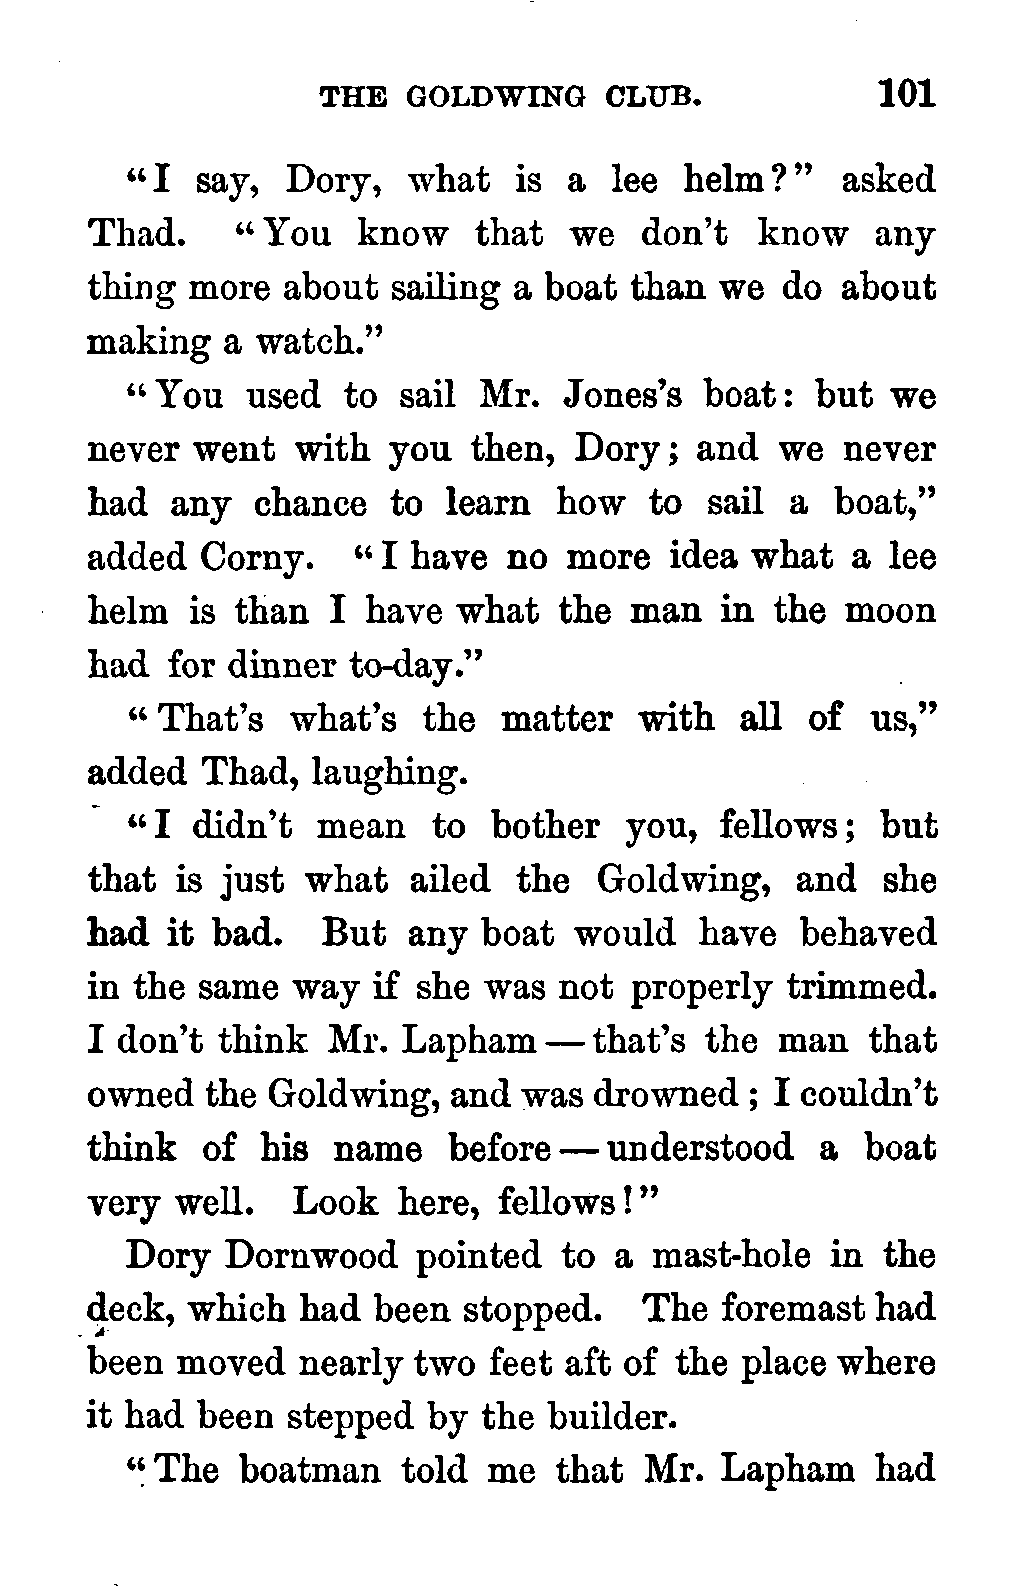 THE GOLDWING CLUB. 101
“I say, Dory, what is a lee helm?” asked
Thad. “You know that we don’t know any
thing more about sailing a boat than we do about
making a watch.”
“You used to sail Mr. Jones’s boat: but we
never went with you then, Dory; and we never
had any chance to learn how to sail a boat,”
added Corny. “I have no more idea what a lee
helm is than I have what the man in the moon
had for dinner to-day.”
“That’s what’s the matter with all of us,”
added Thad, laughing.
“I didn’t mean to bother you, fellows; but
that is just what ailed the Goldwing, and she
had it bad. But any boat would have behaved
in the same way if she was not properly trimmed.
I don’t think Mr. Lapham — that’s the man that
owned the Goldwing, and was drowned; I couldn’t
think of his name before — understood a boat
very well. Look here, fellows!”
Dory Dornwood pointed to a mast-hole in the
deck, which had been stopped. The foremast had
been moved nearly two feet aft of the place where
it had been stepped by the builder.
“The boatman told me that Mr. Lapham had